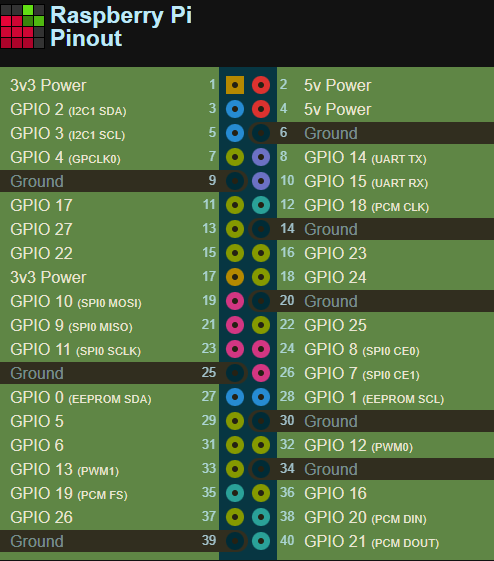 Raspberry Pi
Pinout
3v3 Power 1 2 5v Power
GPIO 2 (I2C1 SDA) 3 4 5v Power
GPIO 3 (I2C1 SCL) 5 6 Ground
GPIO 4 (GPCLK0) 7 8 GPIO 14 (UART TX)
Ground 9 10 GPIO 15 (UART RX)
GPIO 17 11 12 GPIO 18 (PCM CLK)
GPIO 27 13 14 Ground
GPIO 22 15 16 GPIO 23
3v3 Power 17 18 GPIO 24
GPIO 10 (SPI0 MOSI) 19 20 Ground
GPIO 9 (SPI0 MISO) 21 22 GPIO 25
GPIO 11 (SPI0 SCLK) 23 24 GPIO 8 (SPI0 CE0)
Ground 25 26 GPIO 7 (SPI0 CE1)
GPIO 0 (EEPROM SDA) 27 28 GPIO 1 (EEPROM SCL)
GPIO 5 29 30 Ground
GPIO 6 31 32 GPIO 12 (PWM0)
GPIO 13 (PWM1) 33 34 Ground
GPIO 19 (PCM FS) 35 36 GPIO 16
GPIO 26 37 38 GPIO 20 (PCM DIN)
Ground 39 40 GPIO 21 (PCM DOUT)